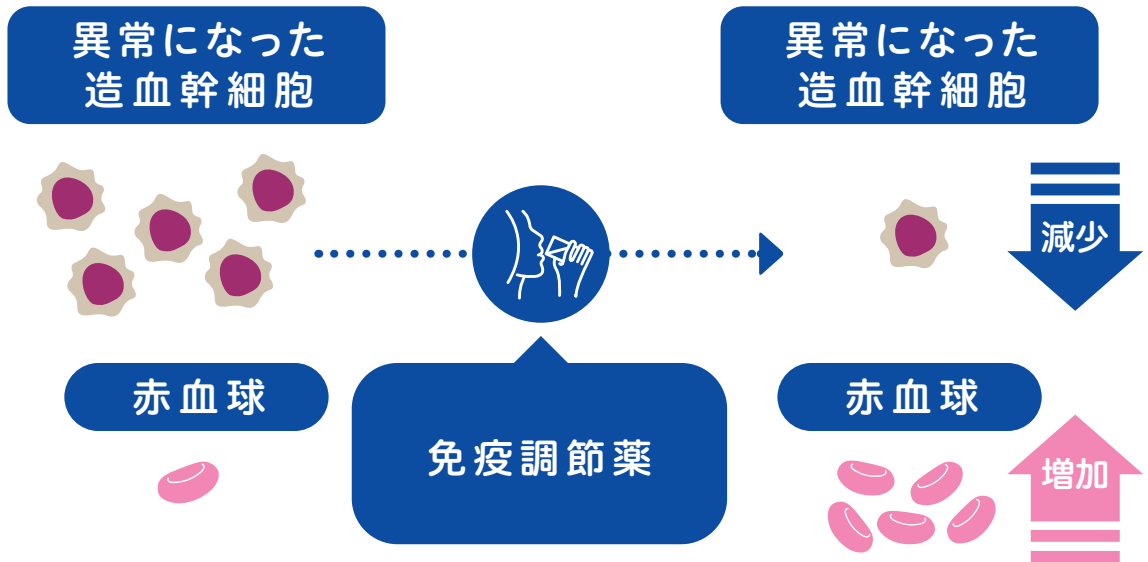 異常になった
造血幹細胞
異常になった
造血幹細胞
減少
赤血球
免疫調節薬
赤血球
増加